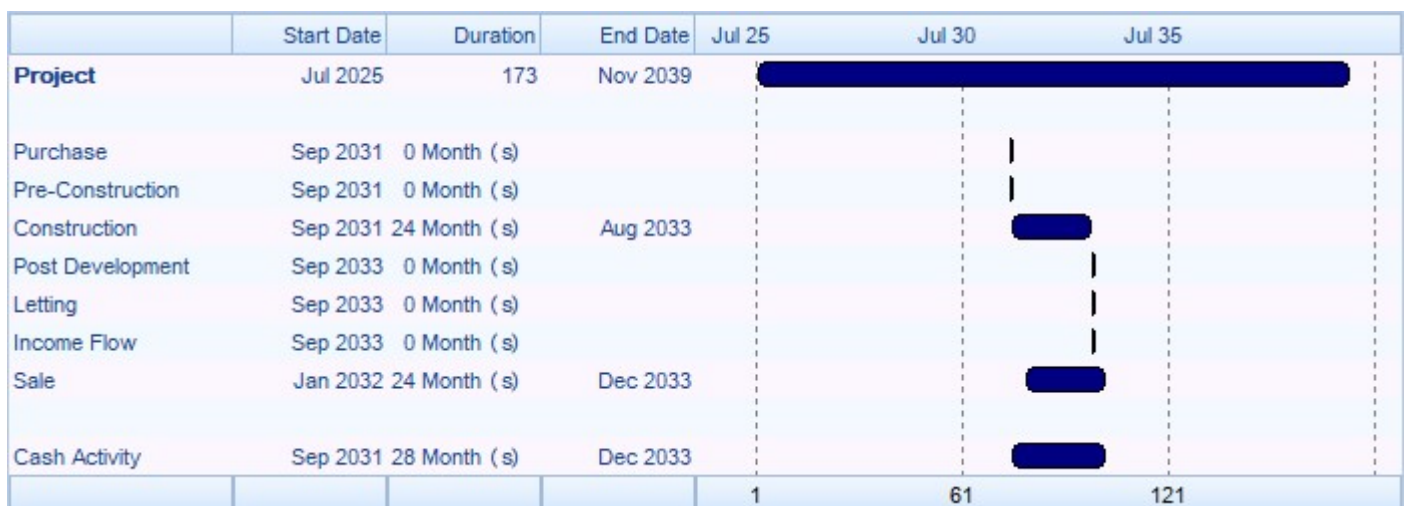 Start Date Duration End Date Jul 25 Jul 30 Jul 35
Project Jul 2025 173 Nov 2039
Purchase Sep 2031 0 Month (s)
Pre-Construction Sep 2031 0 Month (s)
Construction Sep 2031 24 Month (s) Aug 2033
Post Development Sep 2033 0 Month (s)
Letting Sep 2033 0 Month (s)
Income Flow Sep 2033 0 Month (s)
Sale Jan 2032 24 Month (s) Dec 2033
Cash Activity Sep 2031 28 Month (s) Dec 2033
1 61 121